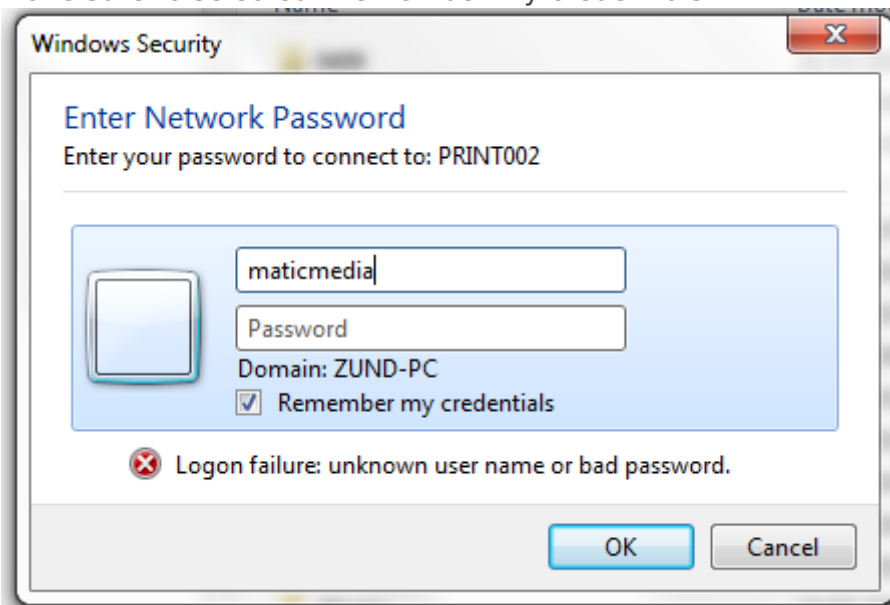 Name
Windows Security
Enter Network Password
Enter your password to connect to: PRINT002
maticmedia
Password
Domain: ZUND-PC
Remember my credentials
Logon failure: unknown user name or bad password.
OK
Cancel